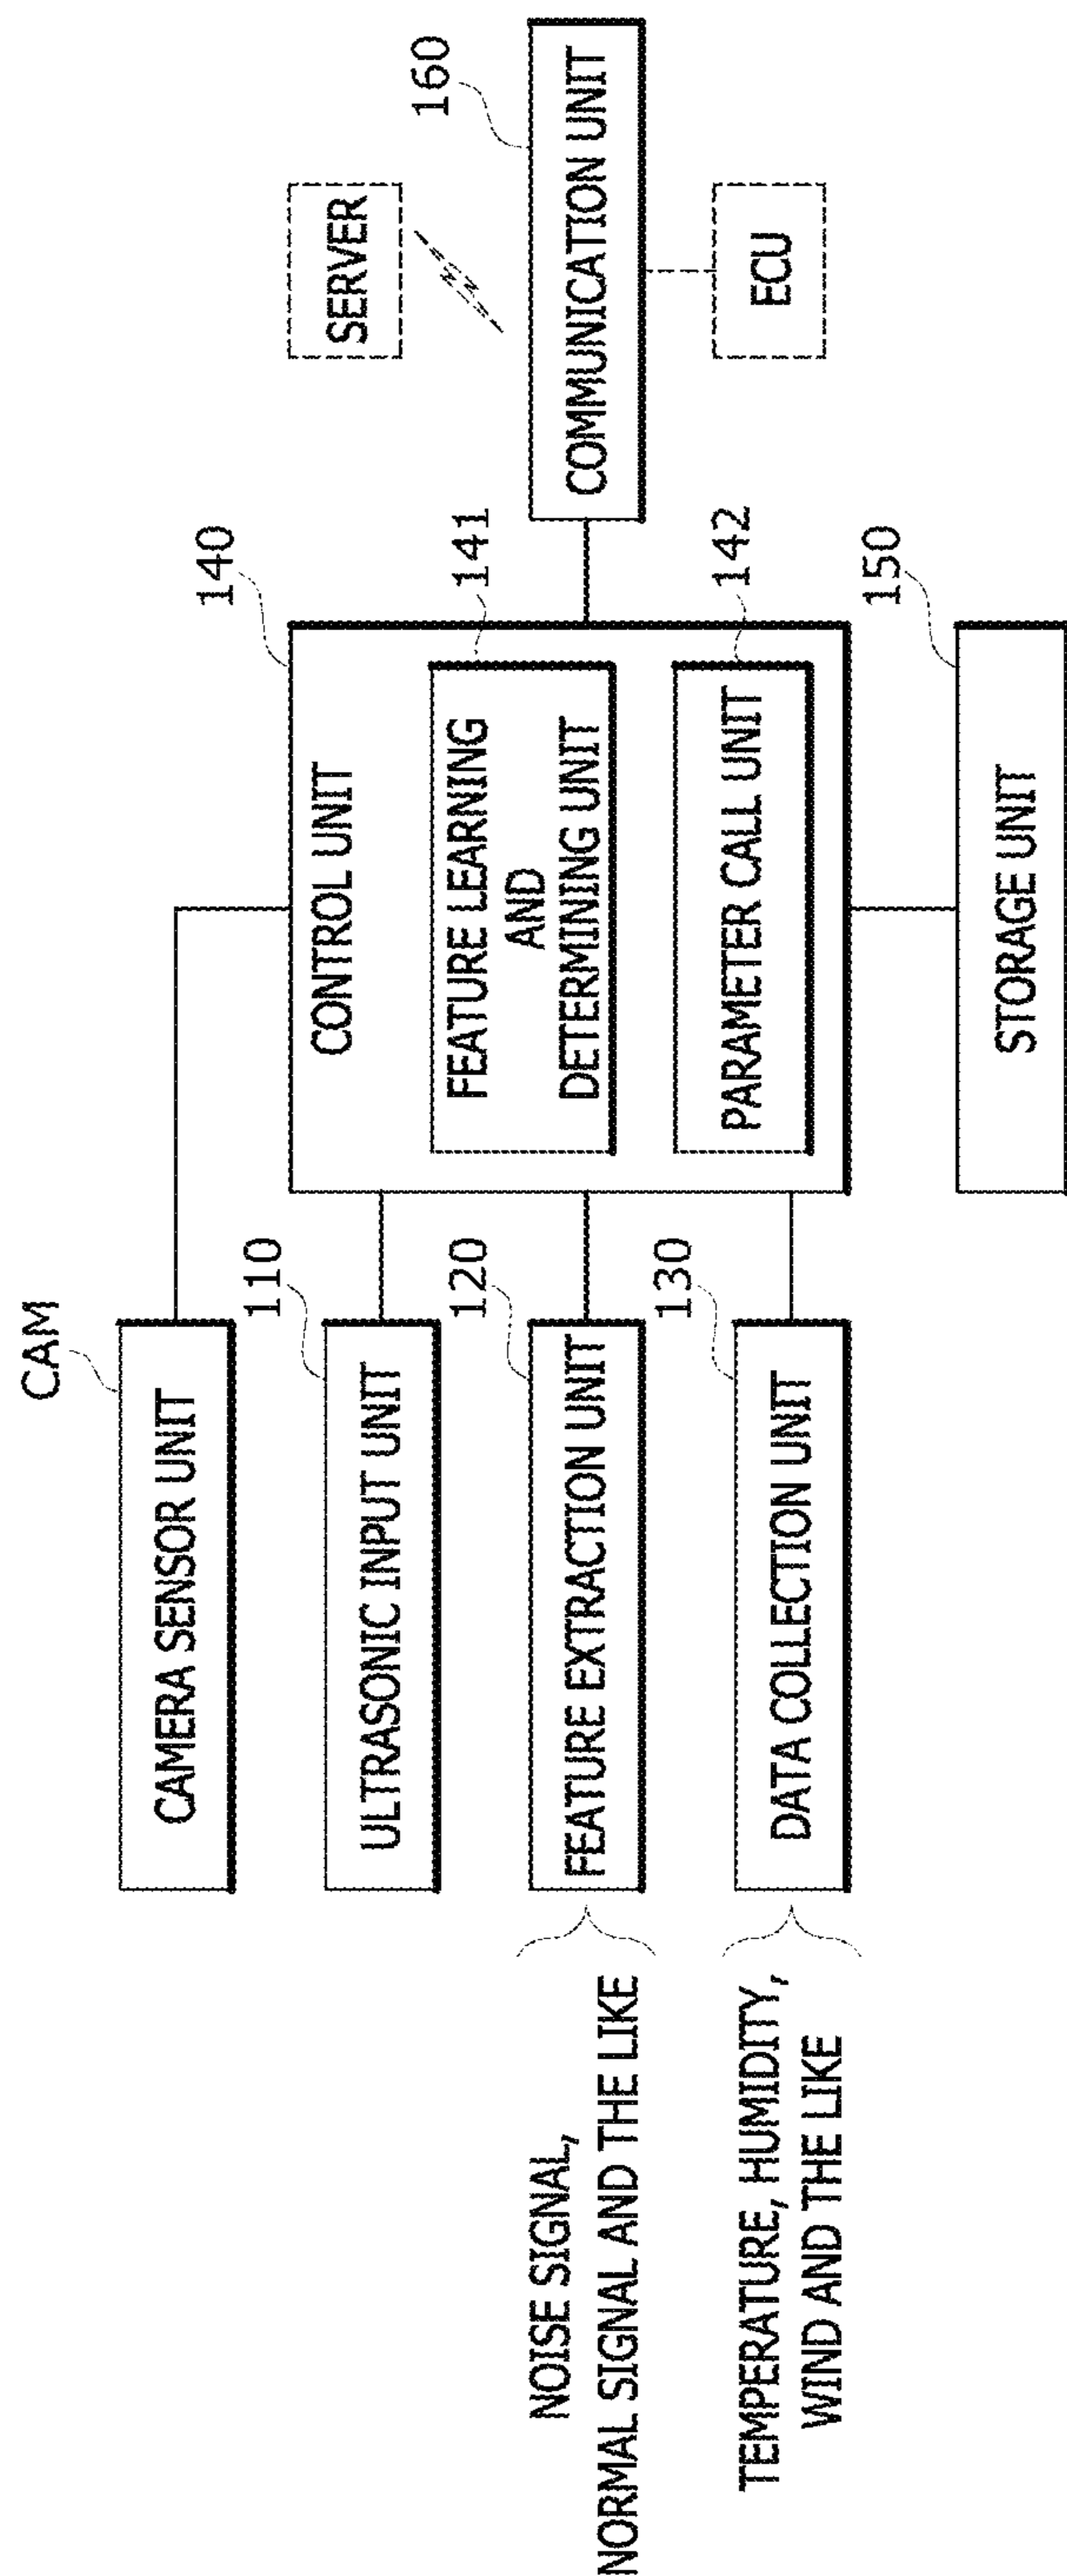 CAM
CAMERA SENSOR UNIT
110
ULTRASONIC INPUT UNIT
NOISE SIGNAL,
NORMAL SIGNAL AND THE LIKE
120
FEATURE EXTRACTION UNIT
TEMPERATURE, HUMIDITY,
WIND AND THE LIKE
130
DATA COLLECTION UNIT
140
CONTROL UNIT
141
FEATURE LEARNING
AND
DETERMINING UNIT
142
PARAMETER CALL UNIT
150
STORAGE UNIT
SERVER
160
COMMUNICATION UNIT
ECU